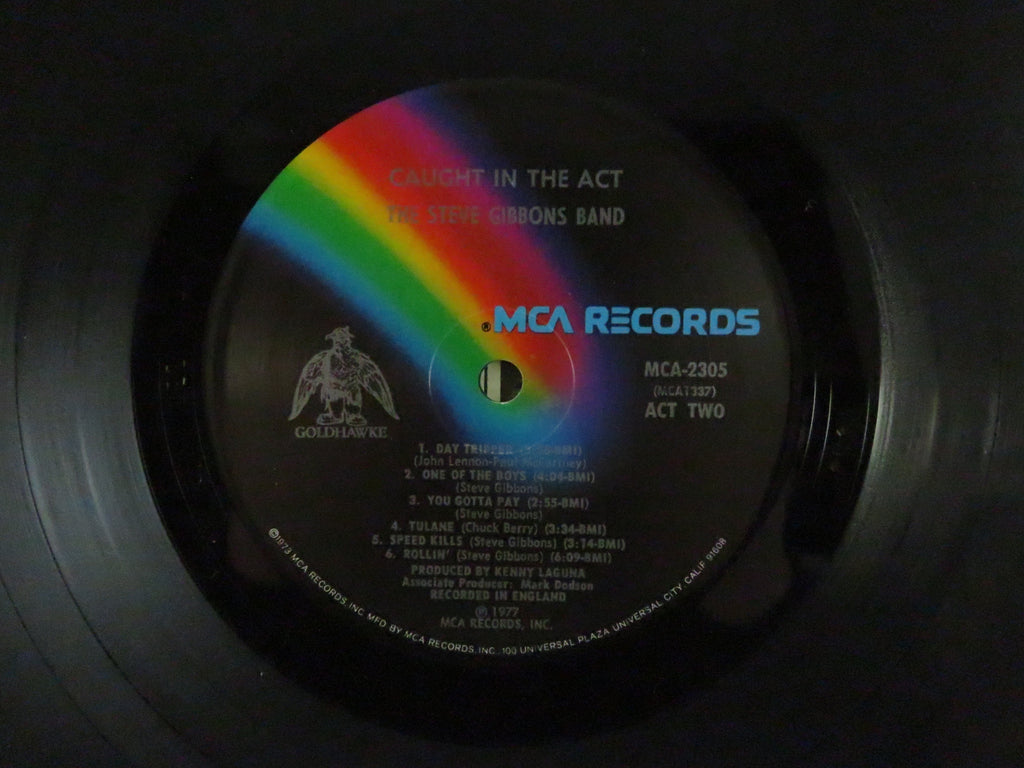 CAUGHT IN THE ACT
THE STEVE GIBBONS BAND
®MCA RECORDS
MCA-2305
(MCA1337)
ACT TWO
GOLDHAWKE
1. DAY TRIPPER
(John Lennon-Paul McCartney)
2. ONE OF THE BOYS (4:04-BMI)
(Steve Gibbons)
3. YOU GOTTA PAY (2:55-BMI)
(Steve Gibbons)
4. TULANE (Chuck Berry) (3:34-BMI)
5. SPEED KILLS (Steve Gibbons) (3:14-BMI)
6. ROLLIN' (Steve Gibbons) (6:09-BMI)
PRODUCED BY KENNY LAGUNA
Associate Producer: Mark Dodson
RECORDED IN ENGLAND
℗ 1977
MCA RECORDS, INC.
©1973 MCA RECORDS, INC. MFD BY MCA RECORDS, INC., 100 UNIVERSAL PLAZA UNIVERSAL CITY CALIF 91608